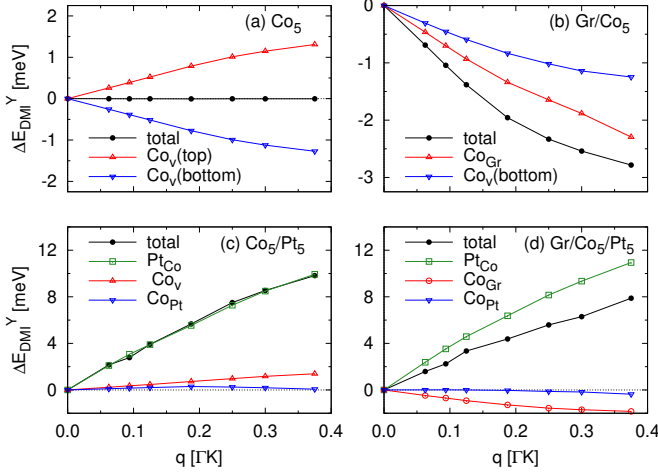 (a) Co5
ΔE_DMI^Y [meV]
2
1
0
-1
-2
total
Co_v(top)
Co_v(bottom)
(b) Gr/Co5
0
-1
-2
-3
total
Co_Gr
Co_v(bottom)
(c) Co5/Pt5
ΔE_DMI^Y [meV]
12
8
4
0
total
Pt_Co
Co_v
Co_Pt
0.0 0.1 0.2 0.3 0.4
q [ΓK]
(d) Gr/Co5/Pt5
12
8
4
0
total
Pt_Co
Co_Gr
Co_Pt
0.0 0.1 0.2 0.3 0.4
q [ΓK]